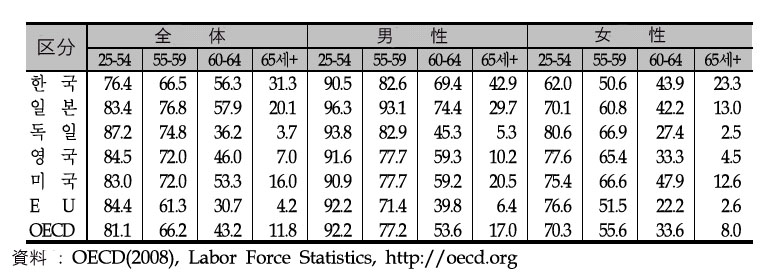 区分 全 体 男 性 女 性
25-54 55-59 60-64 65세+ 25-54 55-59 60-64 65세+ 25-54 55-59 60-64 65세+
한 국 76.4 66.5 56.3 31.3 90.5 82.6 69.4 42.9 62.0 50.6 43.9 23.3
일 본 83.4 76.8 57.9 20.1 96.3 93.1 74.4 29.7 70.1 60.8 42.2 13.0
독 일 87.2 74.8 36.2 3.7 93.8 82.9 45.3 5.3 80.6 66.9 27.4 2.5
영 국 84.5 72.0 46.0 7.0 91.6 77.7 59.3 10.2 77.6 65.4 33.3 4.5
미 국 83.0 72.0 53.3 16.0 90.9 77.7 59.2 20.5 75.4 66.6 47.9 12.6
E U 84.4 61.3 30.7 4.2 92.2 71.4 39.8 6.4 76.6 51.5 22.2 2.6
OECD 81.1 66.2 43.2 11.8 92.2 77.2 53.6 17.0 70.3 55.6 33.6 8.0
資料 : OECD(2008), Labor Force Statistics, http://oecd.org